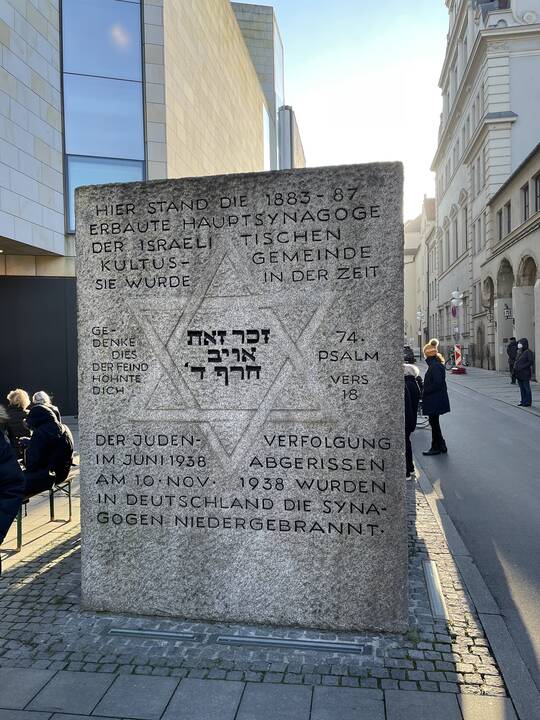 HIER STAND DIE 1883-87
ERBAUTE HAUPTSYNAGOGE
DER ISRAELI TISCHEN
KULTUS- GEMEINDE
SIE WURDE IN DER ZEIT
GE-
DENKE
DIES
DER FEIND
HÖHNTE
DICH
זכר זאת
אויב
חרף ד'
74.
PSALM
VERS
18
DER JUDEN- VERFOLGUNG
IM JUNI 1938 ABGERISSEN
AM 10. NOV. 1938 WURDEN
IN DEUTSCHLAND DIE SYNA-
GOGEN NIEDERGEBRANNT.